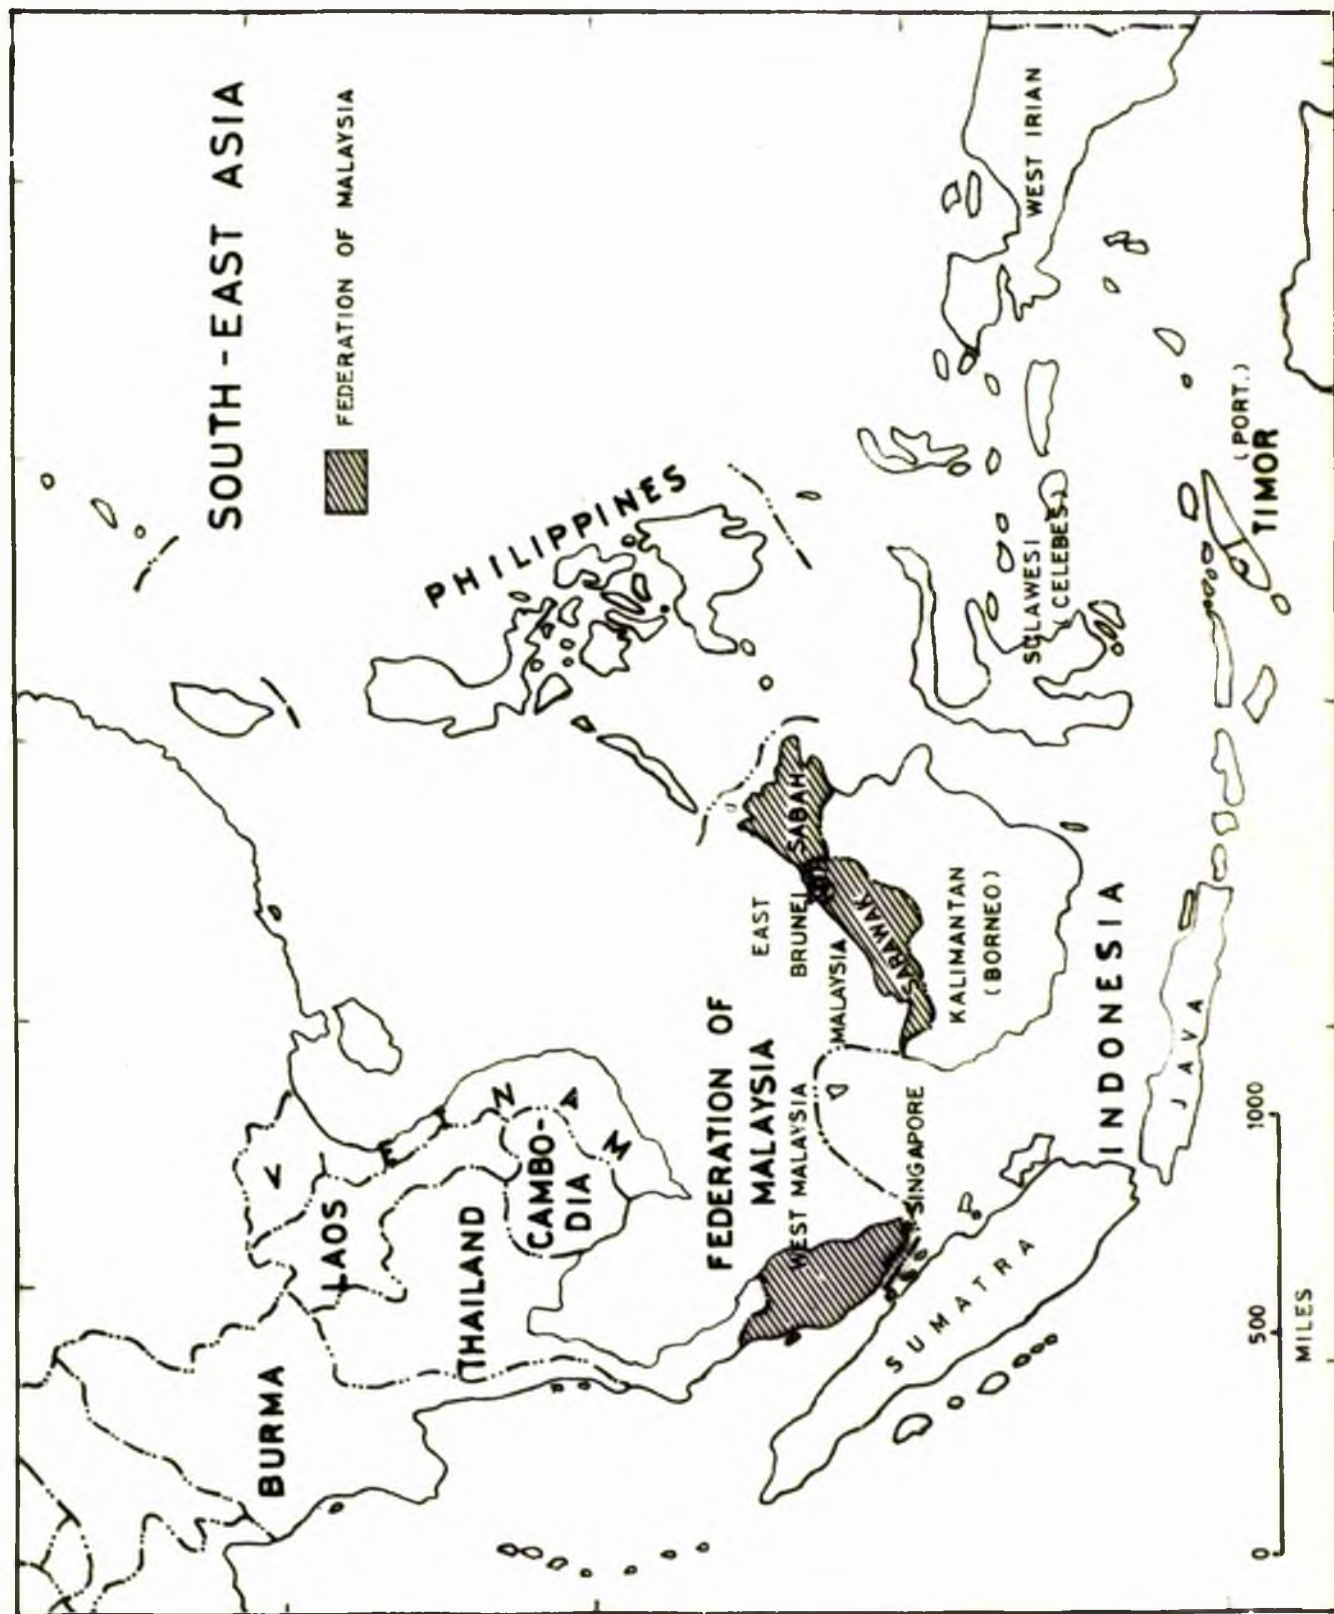 SOUTH-EAST ASIA
FEDERATION OF MALAYSIA
BURMA
LAOS
V I E T N A M
THAILAND
CAMBO-
DIA
PHILIPPINES
FEDERATION OF
MALAYSIA
WEST MALAYSIA
EAST
MALAYSIA
BRUNEI
SABAH
SARAWAK
SINGAPORE
KALIMANTAN
(BORNEO)
SULAWESI
(CELEBES)
WEST IRIAN
SUMATRA
INDONESIA
JAVA
(PORT.)
TIMOR
0 500 1000
MILES